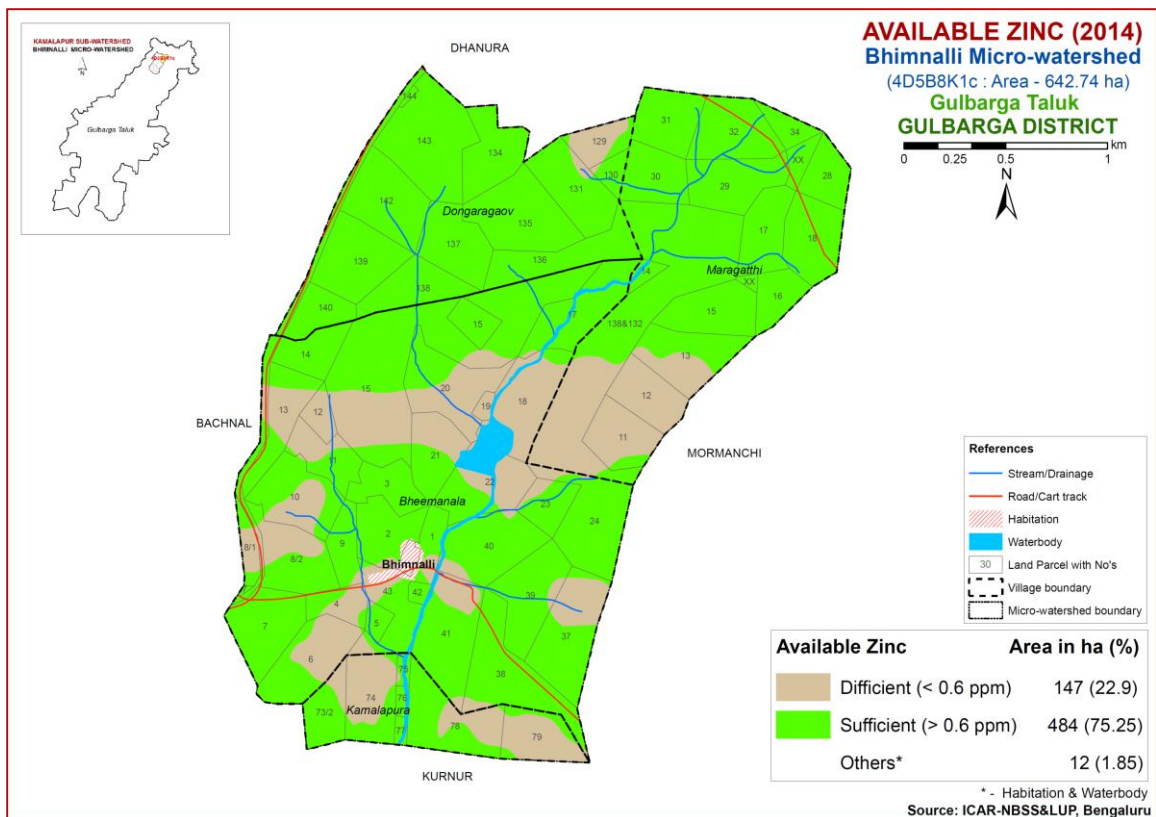 KAMALAPUR SUB-WATERSHED
BHIMNALLI MICRO-WATERSHED
4D5B8K1c
N
Gulbarga Taluk
AVAILABLE ZINC (2014)
Bhimnalli Micro-watershed
(4D5B8K1c : Area - 642.74 ha)
Gulbarga Taluk
GULBARGA DISTRICT
km
0 0.25 0.5 1
N
DHANURA
144
143
134
129
130
131
31
32
34
XX
30
29
28
142
Dongaragaov
135
137
136
17
18
139
138
140
14
Maragatthi
XX
16
15
17
138&132
15
14
13
15
20
12
13
12
19
18
11
BACHNAL
MORMANCHI
11
21
22
3
Bheemanala
10
23
24
2
1
40
8/1
8/2
9
Bhimnalli
43
42
39
4
5
7
41
37
6
38
75
74
76
Kamalapura
73/2
77
78
79
KURNUR
References
Stream/Drainage
Road/Cart track
Habitation
Waterbody
30 Land Parcel with No's
Village boundary
Micro-watershed boundary
Available Zinc Area in ha (%)
Difficient (< 0.6 ppm) 147 (22.9)
Sufficient (> 0.6 ppm) 484 (75.25)
Others* 12 (1.85)
* - Habitation & Waterbody
Source: ICAR-NBSS&LUP, Bengaluru